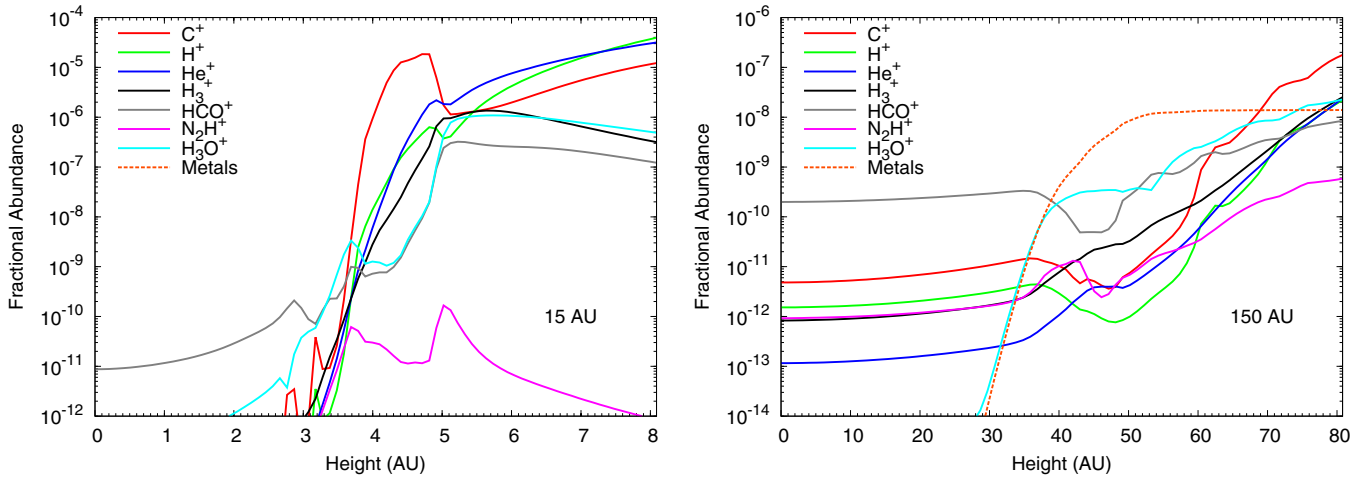 10⁻⁴
10⁻⁵
10⁻⁶
10⁻⁷
10⁻⁸
10⁻⁹
10⁻¹⁰
10⁻¹¹
10⁻¹²
Fractional Abundance
C⁺
H⁺
He⁺
H₃⁺
HCO⁺
N₂H⁺
H₃O⁺
Metals
15 AU
0 1 2 3 4 5 6 7 8
Height (AU)
10⁻⁶
10⁻⁷
10⁻⁸
10⁻⁹
10⁻¹⁰
10⁻¹¹
10⁻¹²
10⁻¹³
10⁻¹⁴
Fractional Abundance
C⁺
H⁺
He⁺
H₃⁺
HCO⁺
N₂H⁺
H₃O⁺
Metals
150 AU
0 10 20 30 40 50 60 70 80
Height (AU)